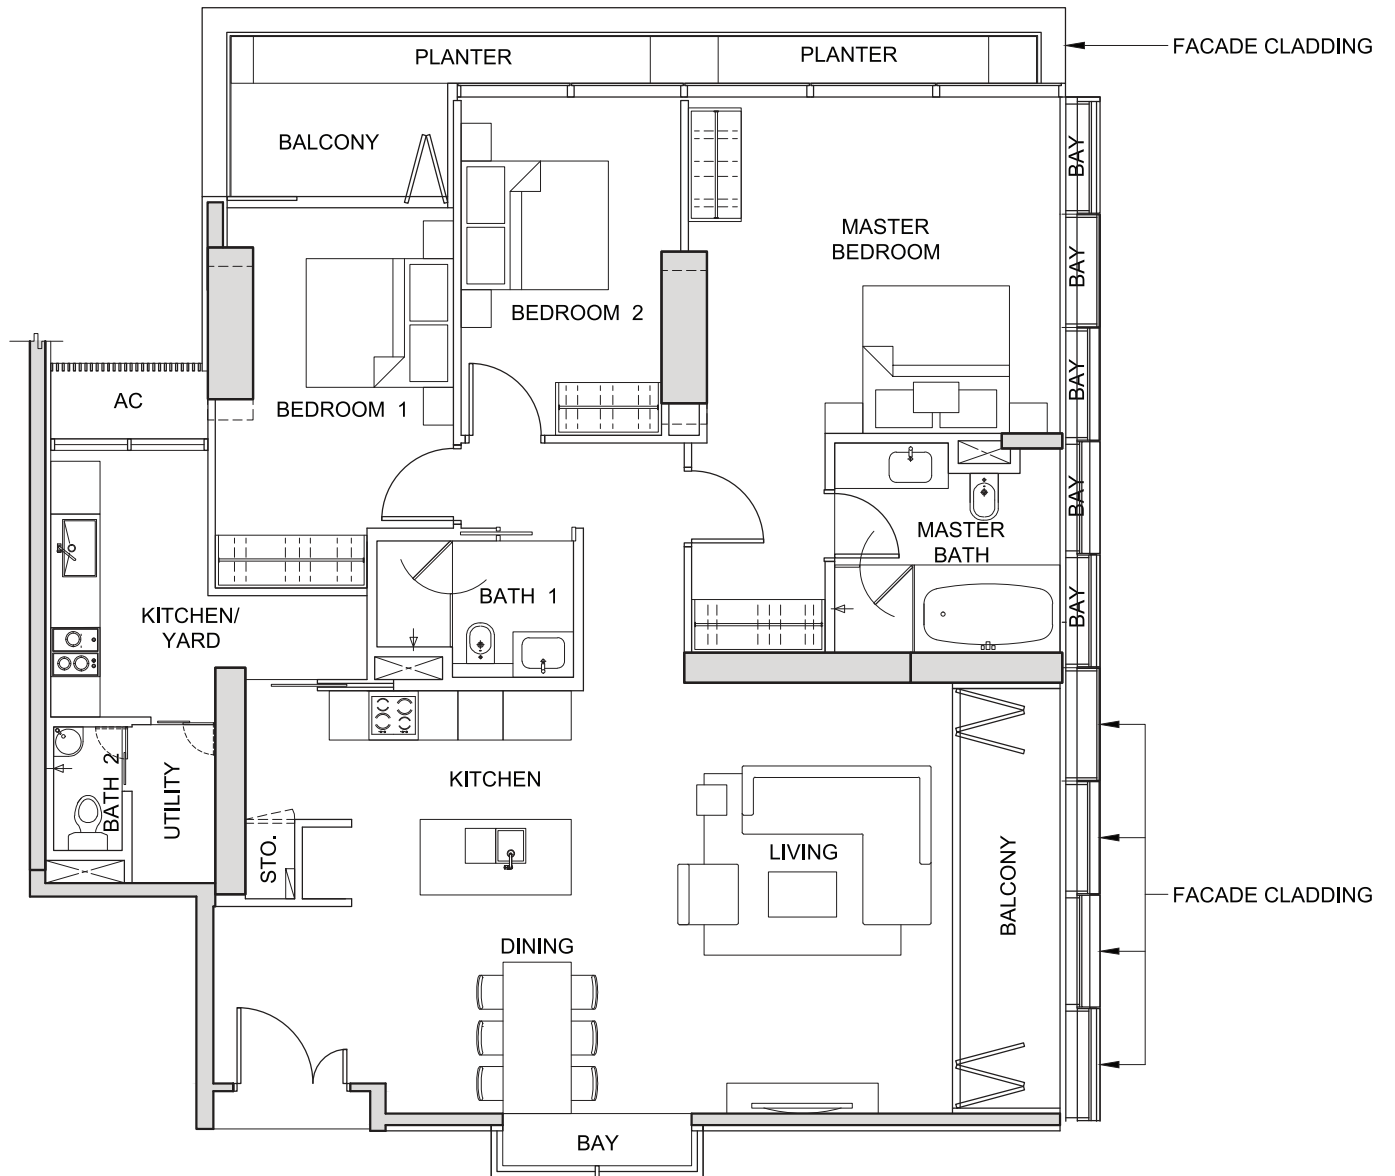 FACADE CLADDING
PLANTER
PLANTER
BALCONY
BAY
MASTER
BEDROOM
BAY
BEDROOM 2
BAY
AC
BEDROOM 1
BAY
MASTER
BATH
BATH 1
BAY
KITCHEN/
YARD
KITCHEN
BATH 2
UTILITY
STO.
LIVING
BALCONY
FACADE CLADDING
DINING
BAY